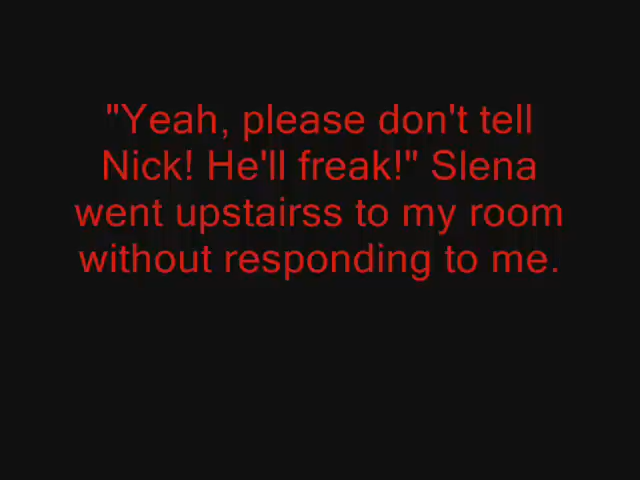 "Yeah, please don't tell
Nick! He'll freak!" Slena
went upstairss to my room
without responding to me.